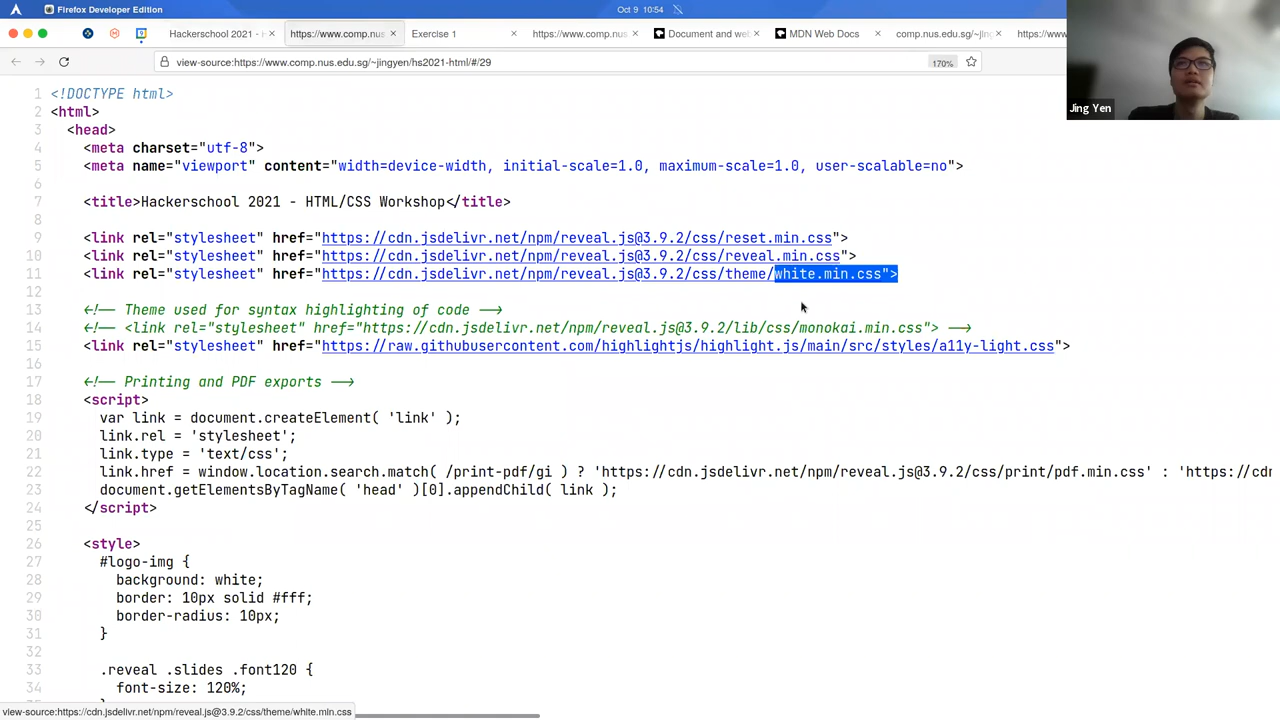 Firefox Developer Edition
Oct 9 10:54
Hackerschool 2021 -
https://www.comp.nus
Exercise 1
https://www.comp.nu
Document and web
MDN Web Docs
comp.nus.edu.sg/~jing
https://www
view-source:https://www.comp.nus.edu.sg/~jingyen/hs2021-html/#/29
170%
Jing Yen
1 <!DOCTYPE html>
2 <html>
3 <head>
4 <meta charset="utf-8">
5 <meta name="viewport" content="width=device-width, initial-scale=1.0, maximum-scale=1.0, user-scalable=no">
6
7 <title>Hackerschool 2021 - HTML/CSS Workshop</title>
8
9 <link rel="stylesheet" href="https://cdn.jsdelivr.net/npm/reveal.js@3.9.2/css/reset.min.css">
10 <link rel="stylesheet" href="https://cdn.jsdelivr.net/npm/reveal.js@3.9.2/css/reveal.min.css">
11 <link rel="stylesheet" href="https://cdn.jsdelivr.net/npm/reveal.js@3.9.2/css/theme/white.min.css">
12
13 <!-- Theme used for syntax highlighting of code -->
14 <!-- <link rel="stylesheet" href="https://cdn.jsdelivr.net/npm/reveal.js@3.9.2/lib/css/monokai.min.css"> -->
15 <link rel="stylesheet" href="https://raw.githubusercontent.com/highlightjs/highlight.js/main/src/styles/a11y-light.css">
16
17 <!-- Printing and PDF exports -->
18 <script>
19 var link = document.createElement( 'link' );
20 link.rel = 'stylesheet';
21 link.type = 'text/css';
22 link.href = window.location.search.match( /print-pdf/gi ) ? 'https://cdn.jsdelivr.net/npm/reveal.js@3.9.2/css/print/pdf.min.css' : 'https://cdn
23 document.getElementsByTagName( 'head' )[0].appendChild( link );
24 </script>
25
26 <style>
27 #logo-img {
28 background: white;
29 border: 10px solid #fff;
30 border-radius: 10px;
31 }
32
33 .reveal .slides .font120 {
34 font-size: 120%;
view-source:https://cdn.jsdelivr.net/npm/reveal.js@3.9.2/css/theme/white.min.css